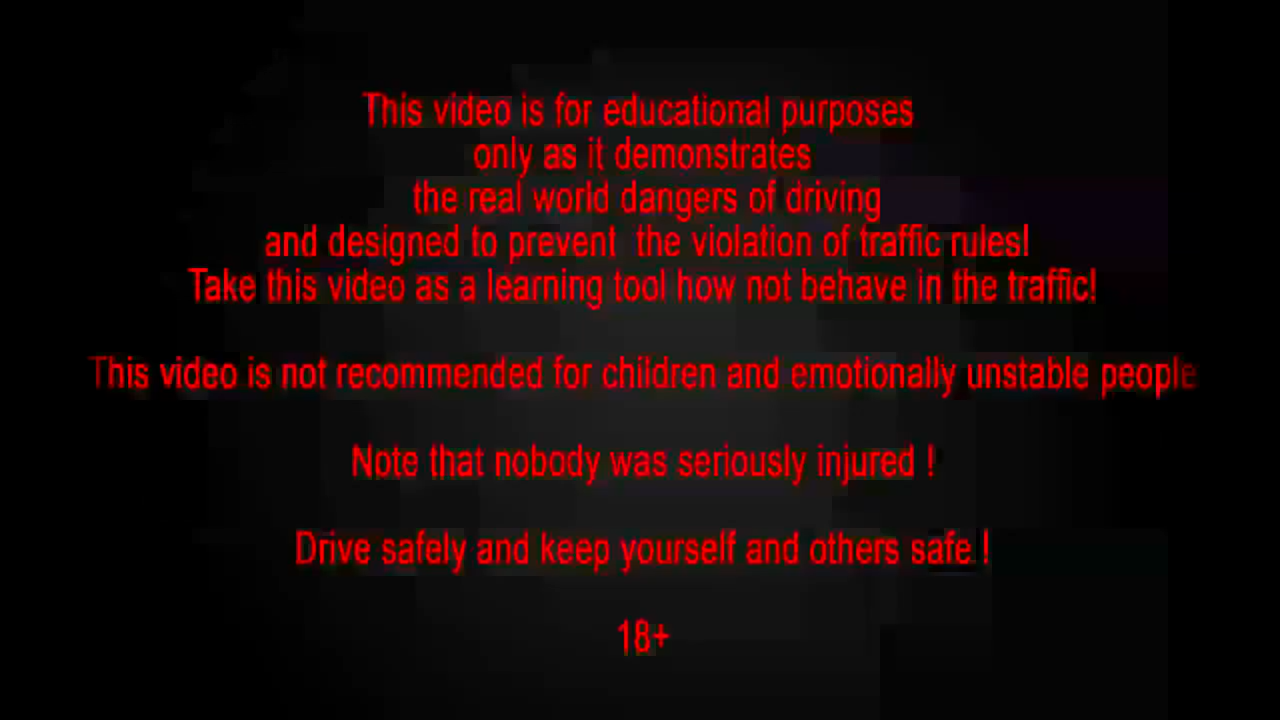 This video is for educational purposes
only as it demonstrates
the real world dangers of driving
and designed to prevent  the violation of traffic rules!
Take this video as a learning tool how not behave in the traffic!
This video is not recommended for children and emotionally unstable people
Note that nobody was seriously injured !
Drive safely and keep yourself and others safe !
18+